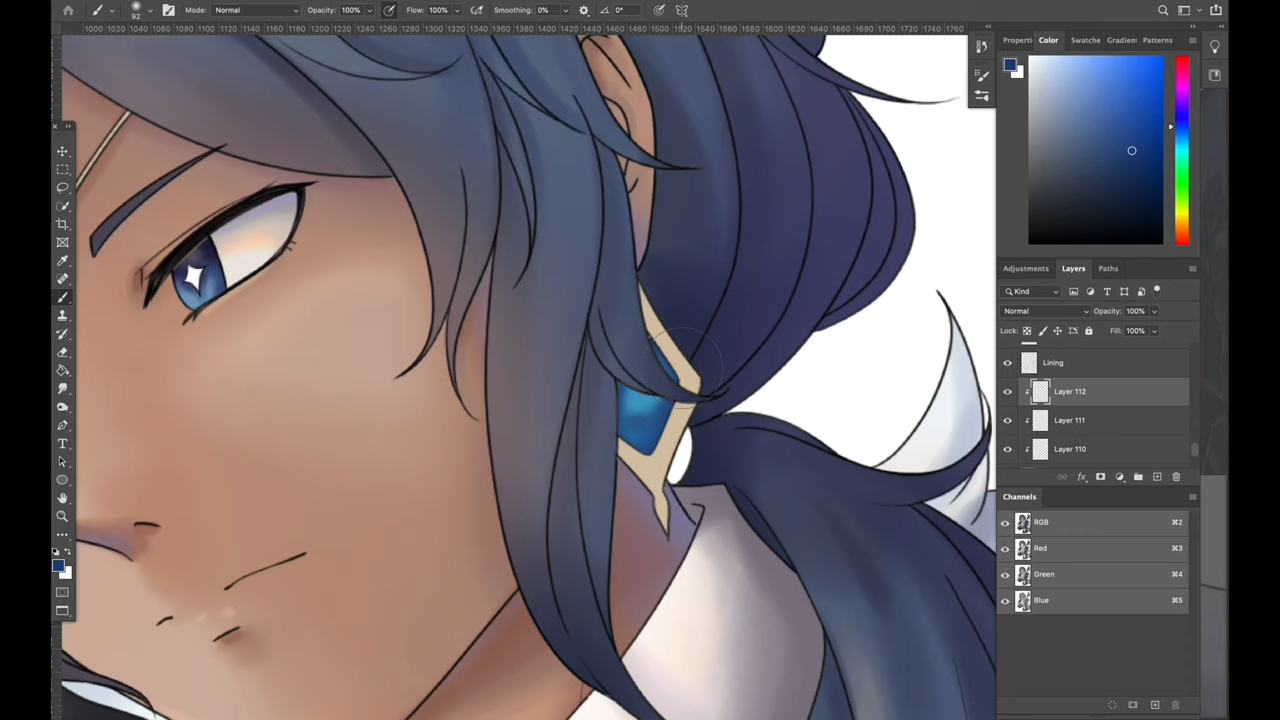 92 Mode: Normal Opacity: 100% Flow: 100% Smoothing: 0% 0°
1000 1020 1040 1060 1080 1100 1120 1140 1160 1180 1200 1220 1240 1260 1280 1300 1320 1340 1360 1380 1400 1420 1440 1460 1480 1500 1520 1540 1560 1580 1600 1620 1640 1660 1680 1700 1720 1740 1760
Properti Color Swatche Gradien Patterns
Adjustments Layers Paths
Kind
Normal Opacity: 100%
Lock: Fill: 100%
Lining
Layer 112
Layer 111
Layer 110
fx
Channels
RGB ⌘2
Red ⌘3
Green ⌘4
Blue ⌘5